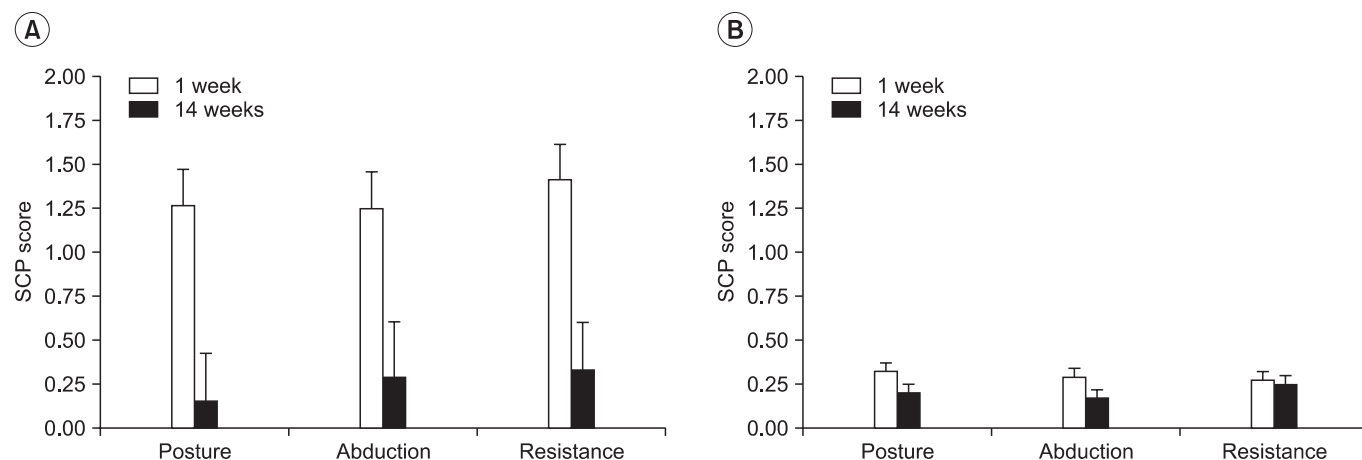 A
2.00
1.75
1.50
1.25
1.00
0.75
0.50
0.25
0.00
SCP score
1 week
14 weeks
Posture Abduction Resistance
B
2.00
1.75
1.50
1.25
1.00
0.75
0.50
0.25
0.00
SCP score
1 week
14 weeks
Posture Abduction Resistance